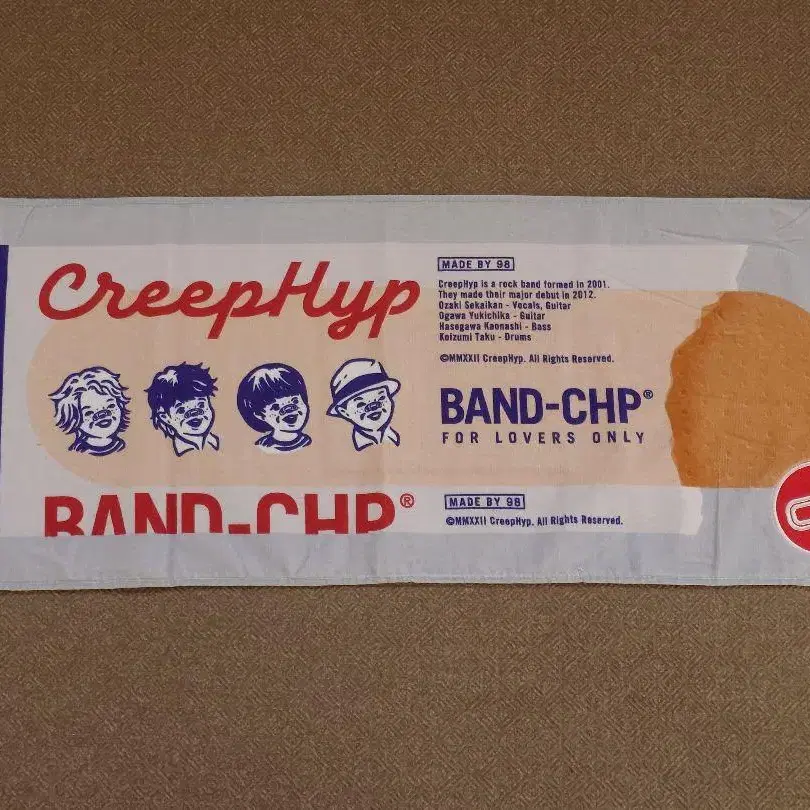 CreepHyp
MADE BY 98
CreepHyp is a rock band formed in 2001.
They made their major debut in 2012.
Ozaki Sekaikan - Vocals, Guitar
Ogawa Yukichika - Guitar
Hasegawa Kaonashi - Bass
Koizumi Taku - Drums
©MMXXII CreepHyp. All Rights Reserved.
BAND-CHP®
FOR LOVERS ONLY
BAND-CHP®
MADE BY 98
©MMXXII CreepHyp. All Rights Reserved.